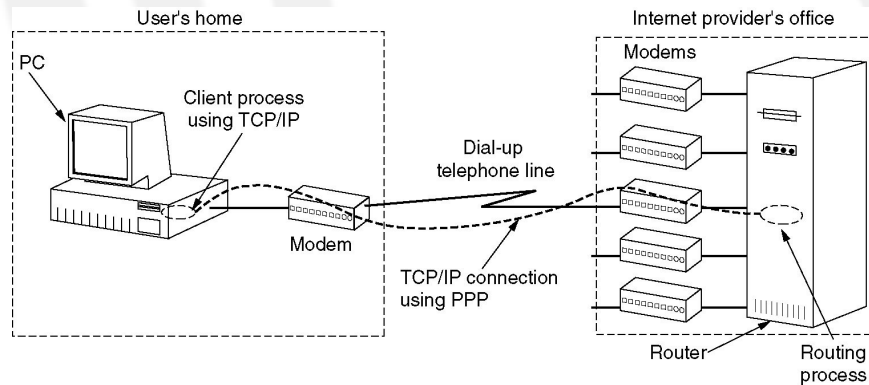 User's home
Internet provider's office
PC
Modems
Client process
using TCP/IP
Dial-up
telephone line
Modem
TCP/IP connection
using PPP
Router
Routing
process